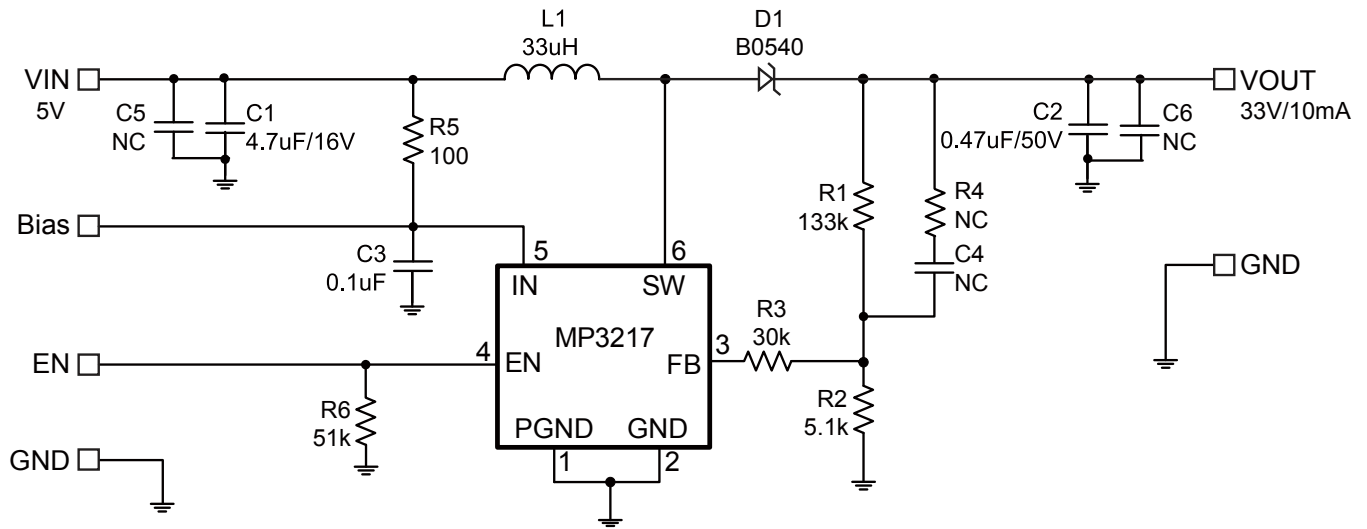 L1
33uH
D1
B0540
VIN
5V
VOUT
33V/10mA
C5
NC
C1
4.7uF/16V
R5
100
C2
0.47uF/50V
C6
NC
R1
133k
R4
NC
C4
NC
Bias
C3
0.1uF
5
6
IN
SW
MP3217
R3
30k
3
FB
EN
4
EN
R6
51k
R2
5.1k
PGND
GND
1
2
GND
GND